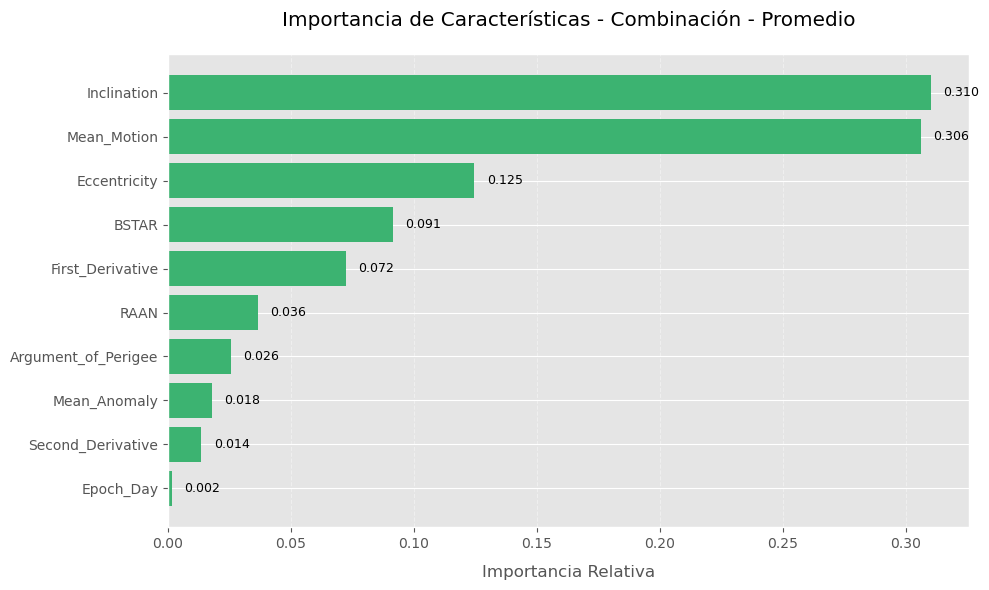 Importancia de Características - Combinación - Promedio
Inclination 0.310
Mean_Motion 0.306
Eccentricity 0.125
BSTAR 0.091
First_Derivative 0.072
RAAN 0.036
Argument_of_Perigee 0.026
Mean_Anomaly 0.018
Second_Derivative 0.014
Epoch_Day 0.002
0.00 0.05 0.10 0.15 0.20 0.25 0.30
Importancia Relativa